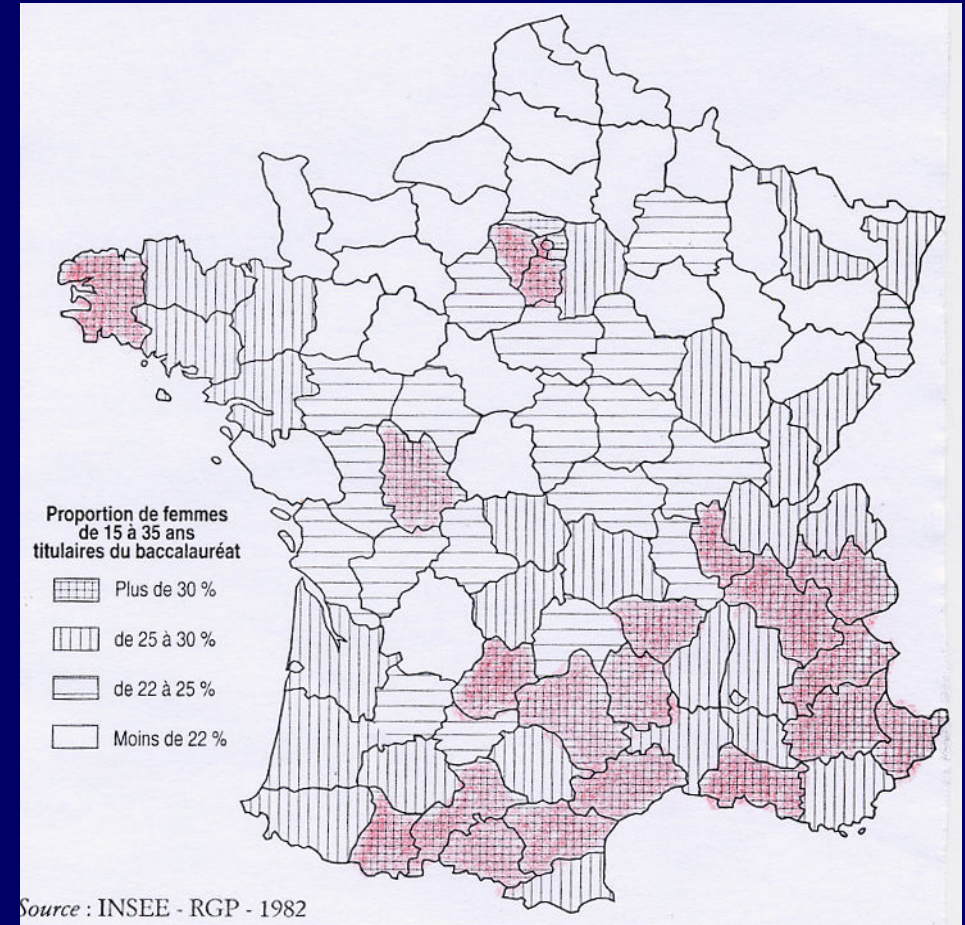 Proportion de femmes
de 15 à 35 ans
titulaires du baccalauréat
Plus de 30 %
de 25 à 30 %
de 22 à 25 %
Moins de 22 %
Source : INSEE - RGP - 1982